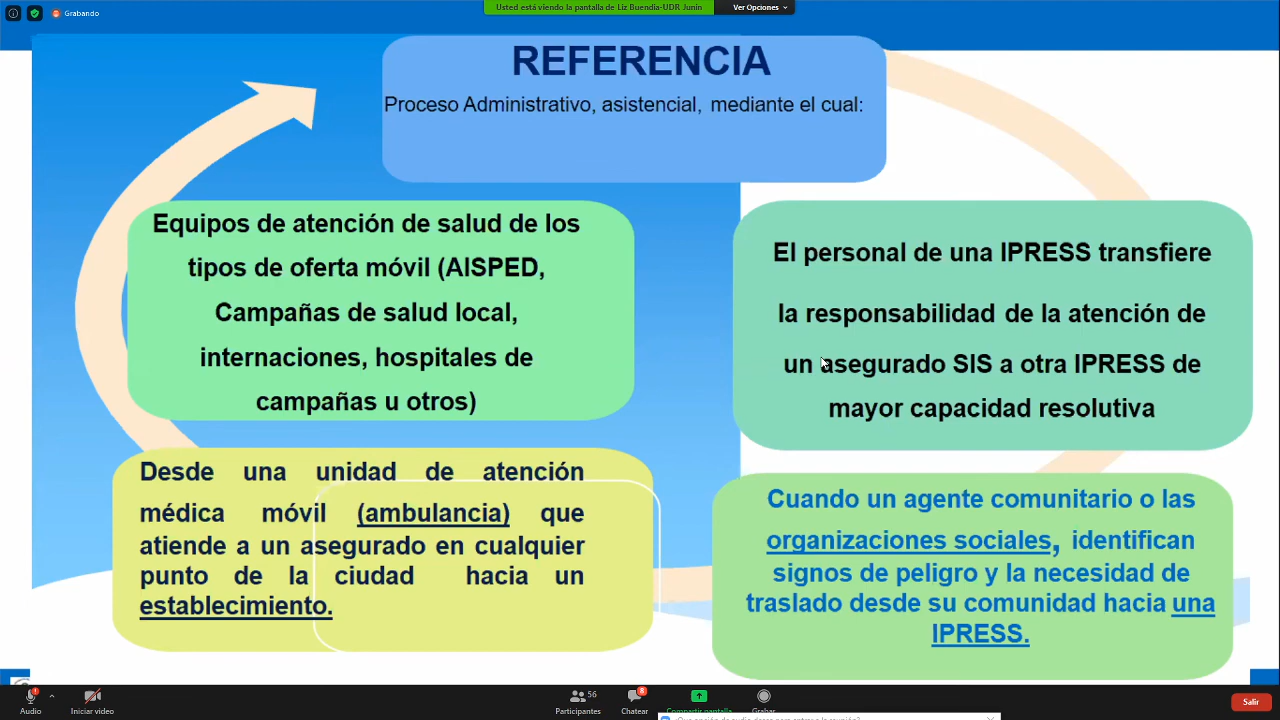 Grabando
Usted está viendo la pantalla de Liz Buendia-UDR Junin
Ver Opciones
REFERENCIA
Proceso Administrativo, asistencial, mediante el cual:
Equipos de atención de salud de los
tipos de oferta móvil (AISPED,
Campañas de salud local,
internaciones, hospitales de
campañas u otros)
El personal de una IPRESS transfiere
la responsabilidad de la atención de
un asegurado SIS a otra IPRESS de
mayor capacidad resolutiva
Desde una unidad de atención
médica móvil (ambulancia) que
atiende a un asegurado en cualquier
punto de la ciudad hacia un
establecimiento.
Cuando un agente comunitario o las
organizaciones sociales, identifican
signos de peligro y la necesidad de
traslado desde su comunidad hacia una
IPRESS.
Audio
Iniciar video
56
Participantes
8
Chatear
Compartir pantalla
Grabar
Salir